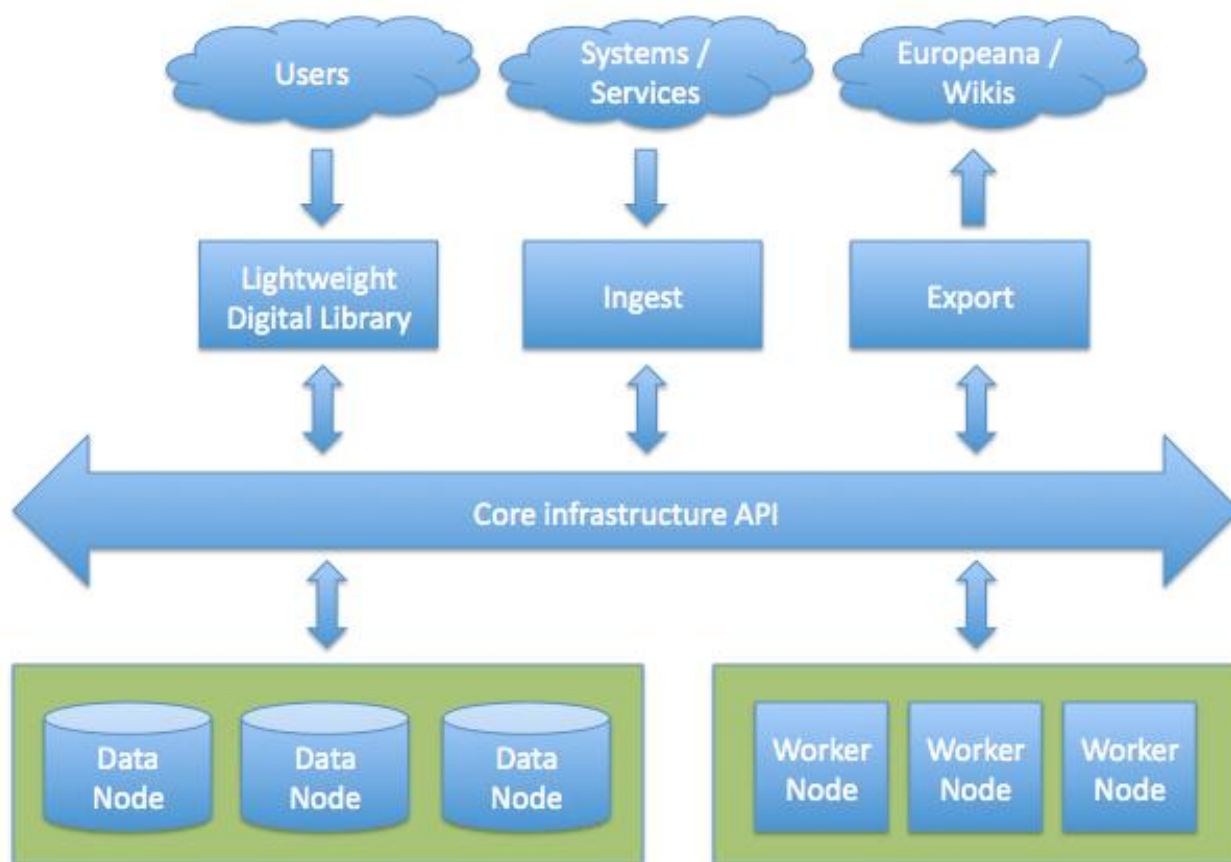 Users
Systems /
Services
Europeana /
Wikis
Lightweight
Digital Library
Ingest
Export
Core infrastructure API
Data
Node
Data
Node
Data
Node
Worker
Node
Worker
Node
Worker
Node